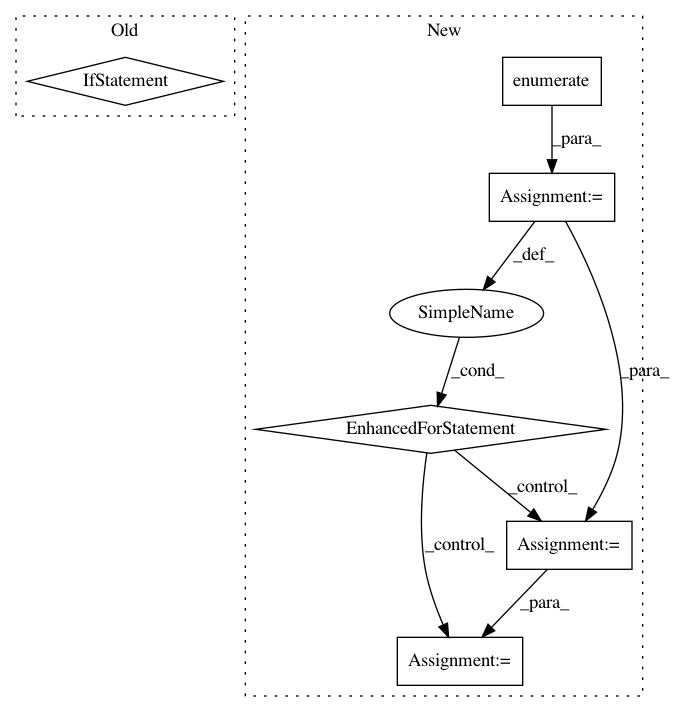 Old
New
IfStatement
enumerate
_para_
Assignment:=
_def_
SimpleName
_cond_
_para_
EnhancedForStatement
_control_
_control_
Assignment:=
_para_
Assignment:=